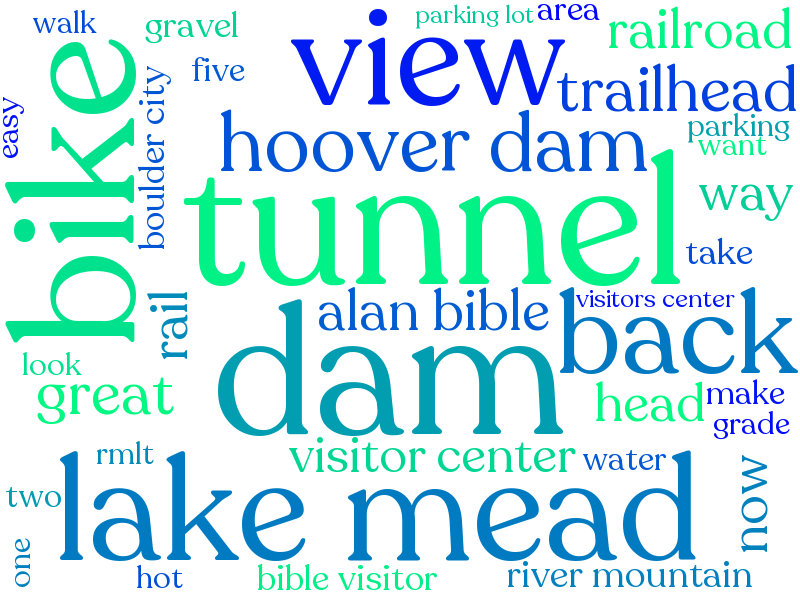 walk
gravel
parking lot
area
railroad
view
five
easy
bike
boulder city
trailhead
hoover dam
parking
want
tunnel
way
take
rail
alan bible
visitors center
back
look
great
dam
head
make
grade
rmlt
visitor center
water
two
lake mead
now
one
hot
bible visitor
river mountain